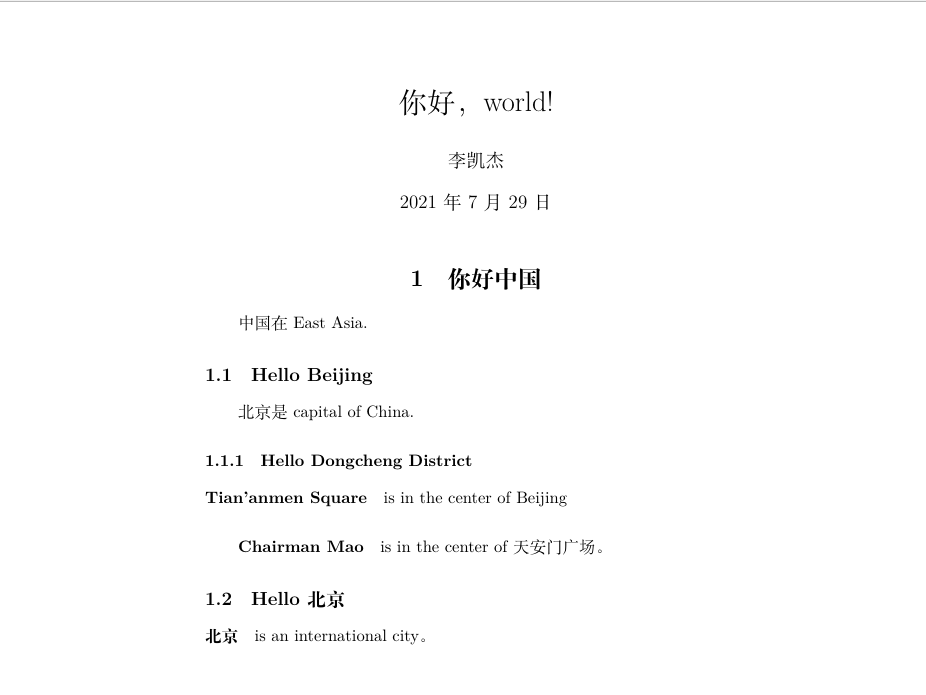 你好，world!
李凯杰
2021 年 7 月 29 日
1 你好中国
中国在 East Asia.
1.1 Hello Beijing
北京是 capital of China.
1.1.1 Hello Dongcheng District
Tian'anmen Square is in the center of Beijing
Chairman Mao is in the center of 天安门广场。
1.2 Hello 北京
北京 is an international city。